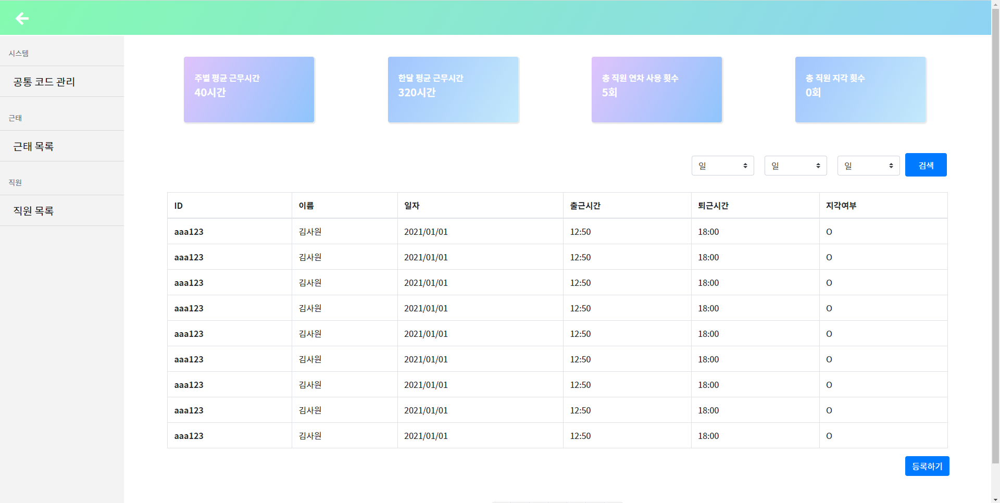 시스템
공통 코드 관리
근태
근태 목록
직원
직원 목록
주별 평균 근무시간
40시간
한달 평균 근무시간
320시간
총 직원 연차 사용 횟수
5회
총 직원 지각 횟수
0회
일 일 일 검색
ID 이름 일자 출근시간 퇴근시간 지각여부
aaa123 김사원 2021/01/01 12:50 18:00 O
aaa123 김사원 2021/01/01 12:50 18:00 O
aaa123 김사원 2021/01/01 12:50 18:00 O
aaa123 김사원 2021/01/01 12:50 18:00 O
aaa123 김사원 2021/01/01 12:50 18:00 O
aaa123 김사원 2021/01/01 12:50 18:00 O
aaa123 김사원 2021/01/01 12:50 18:00 O
aaa123 김사원 2021/01/01 12:50 18:00 O
aaa123 김사원 2021/01/01 12:50 18:00 O
등록하기